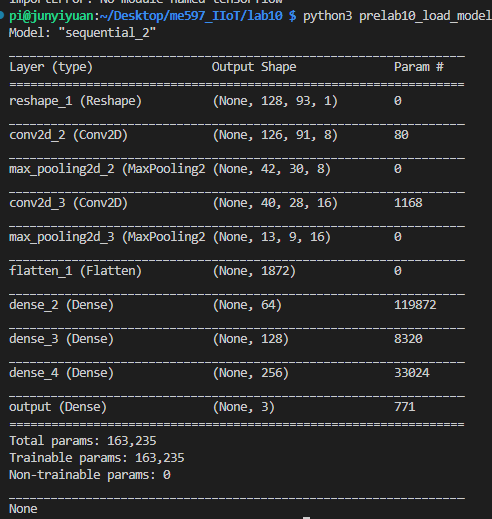 ImportError: No module named tensorflow
pi@junyiyuan:~/Desktop/me597_IIoT/lab10 $ python3 prelab10_load_model
Model: "sequential_2"
_________________________________________________________________
Layer (type)                 Output Shape              Param #
=================================================================
reshape_1 (Reshape)          (None, 128, 93, 1)        0
_________________________________________________________________
conv2d_2 (Conv2D)            (None, 126, 91, 8)        80
_________________________________________________________________
max_pooling2d_2 (MaxPooling2 (None, 42, 30, 8)         0
_________________________________________________________________
conv2d_3 (Conv2D)            (None, 40, 28, 16)        1168
_________________________________________________________________
max_pooling2d_3 (MaxPooling2 (None, 13, 9, 16)         0
_________________________________________________________________
flatten_1 (Flatten)          (None, 1872)              0
_________________________________________________________________
dense_2 (Dense)              (None, 64)                119872
_________________________________________________________________
dense_3 (Dense)              (None, 128)               8320
_________________________________________________________________
dense_4 (Dense)              (None, 256)               33024
_________________________________________________________________
output (Dense)               (None, 3)                 771
=================================================================
Total params: 163,235
Trainable params: 163,235
Non-trainable params: 0
_________________________________________________________________
None